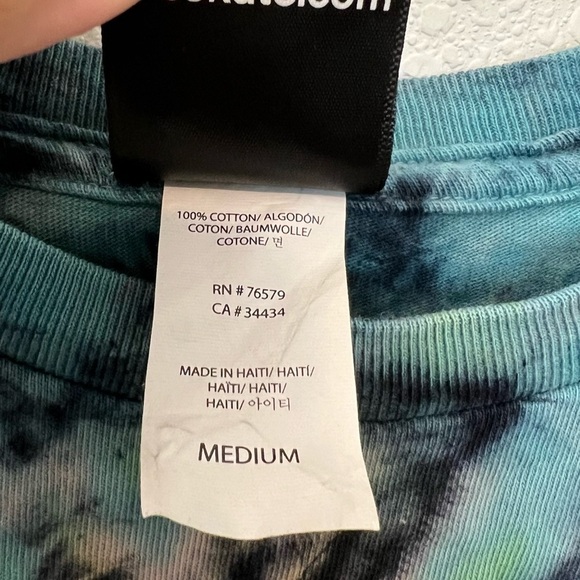 100% COTTON/ ALGODÓN/
COTON/ BAUMWOLLE/
COTONE/ 면
RN # 76579
CA # 34434
MADE IN HAITI/ HAITÍ/
HAÏTI/ HAITI/
HAITI/ 아이티
MEDIUM